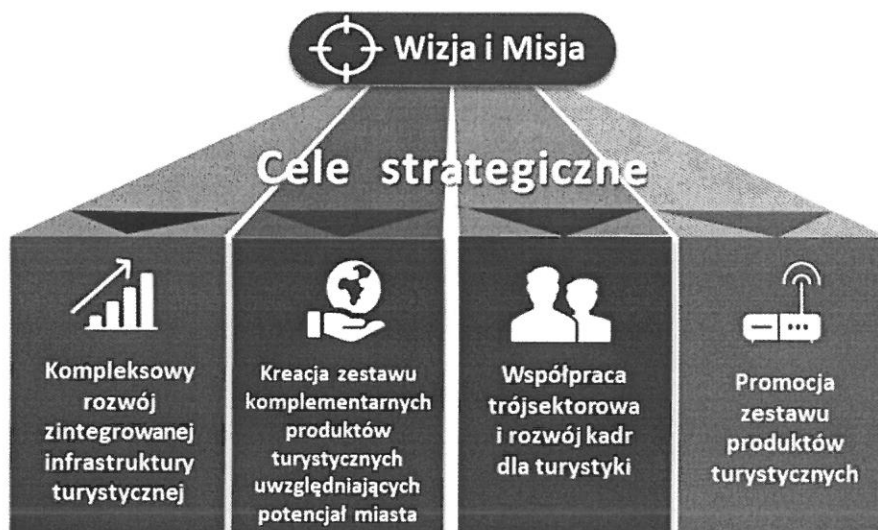 Wizja i Misja
Cele strategiczne
Kompleksowy
rozwój
zintegrowanej
infrastruktury
turystycznej
Kreacja zestawu
komplementarnych
produktów
turystycznych
uwzględniających
potencjał miasta
Współpraca
trójsektorowa
i rozwój kadr
dla turystyki
Promocja
zestawu
produktów
turystycznych